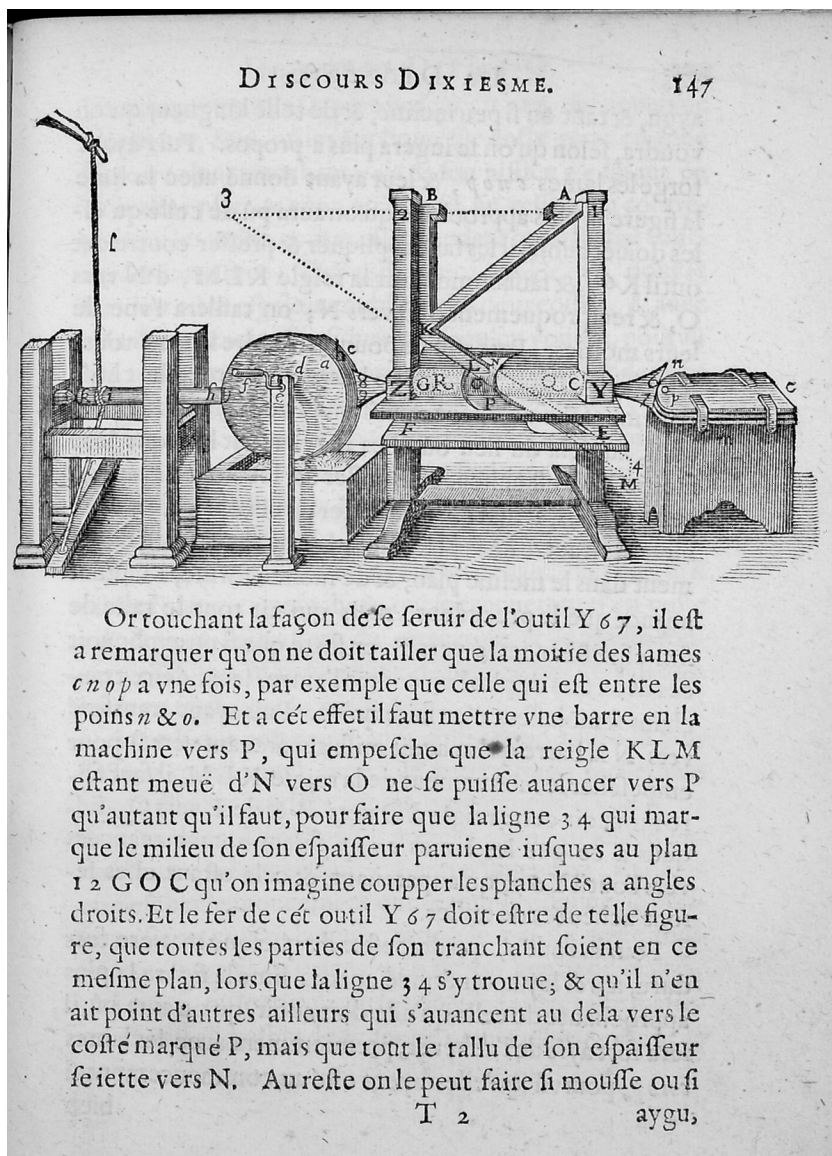 DISCOURS DIXIESME. 147
3 2 B A 1
ſ
K
b c
a
d
f
e
k i h
8
Z G R O L N P Q C Y
F E
4
M
6 n
7 o
p
c
Or touchant la façon de ſe ſeruir de l'outil Y 6 7, il eſt
a remarquer qu'on ne doit tailler que la moitie des lames
c n o p a vne fois, par exemple que celle qui eſt entre les
poins n & o. Et a cét effet il faut mettre vne barre en la
machine vers P, qui empeſche que la reigle KLM
eſtant meuë d'N vers O ne ſe puiſſe auancer vers P
qu'autant qu'il faut, pour faire que la ligne 3 4 qui mar-
que le milieu de ſon eſpaiſſeur paruiene iuſques au plan
1 2 G O C qu'on imagine coupper les planches a angles
droits. Et le fer de cét outil Y 6 7 doit eſtre de telle figu-
re, que toutes les parties de ſon tranchant ſoient en ce
meſme plan, lors que la ligne 3 4 s'y trouue; & qu'il n'en
ait point d'autres ailleurs qui s'auancent au dela vers le
coſté marqué P, mais que tout le tallu de ſon eſpaiſſeur
ſe iette vers N. Au reſte on le peut faire ſi mouſſe ou ſi
T 2 aygu,